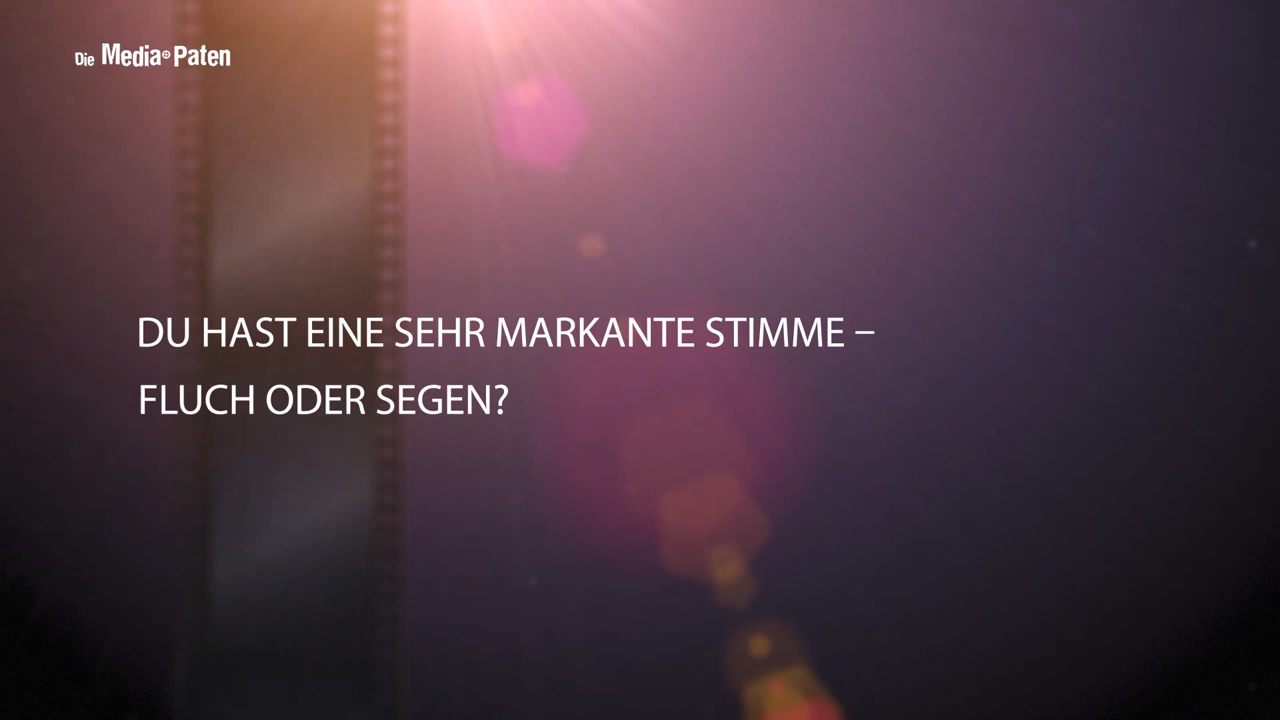 Die Media Paten
DU HAST EINE SEHR MARKANTE STIMME –
FLUCH ODER SEGEN?